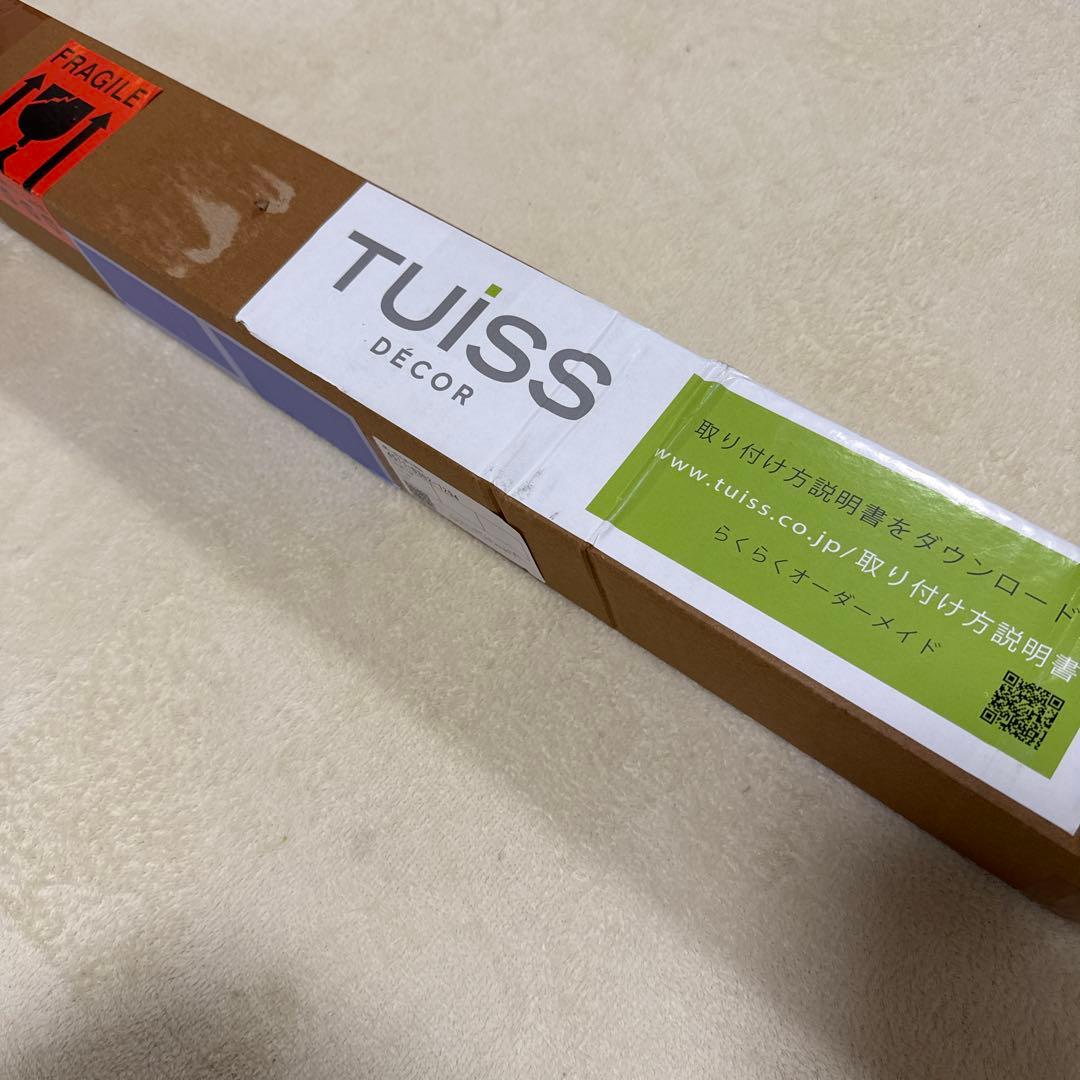 FRAGILE
TUiSS
DÉCOR
取り付け方説明書をダウンロード
www.tuiss.co.jp/取り付け方説明書
らくらくオーダーメイド